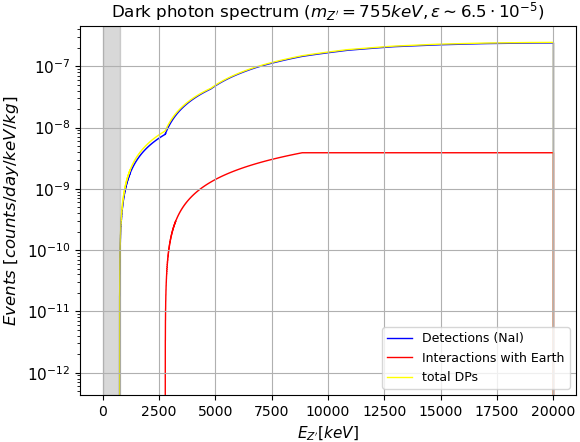 Dark photon spectrum ($m_{Z'} = 755keV, \varepsilon \sim 6.5 \cdot 10^{-5}$)
Events [counts/day/keV/kg]
$10^{-7}$
$10^{-8}$
$10^{-9}$
$10^{-10}$
$10^{-11}$
$10^{-12}$
Detections (NaI)
Interactions with Earth
total DPs
0 2500 5000 7500 10000 12500 15000 17500 20000
$E_{Z'}[keV]$